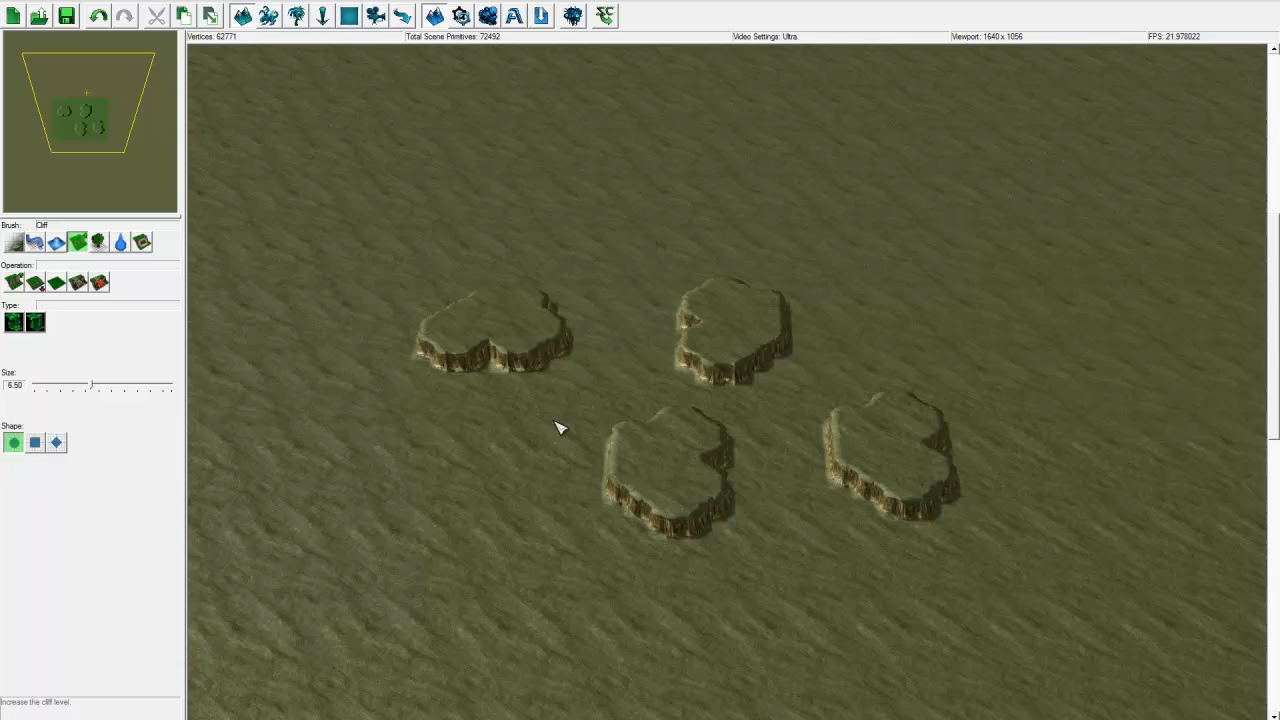 Vertices: 62771 Total Scene Primitives: 72492 Video Settings: Ultra Viewport: 1640 x 1056 FPS: 21.978022
Brush: Cliff
Operation:
Type:
Size:
6.50
Shape:
Increase the cliff level.